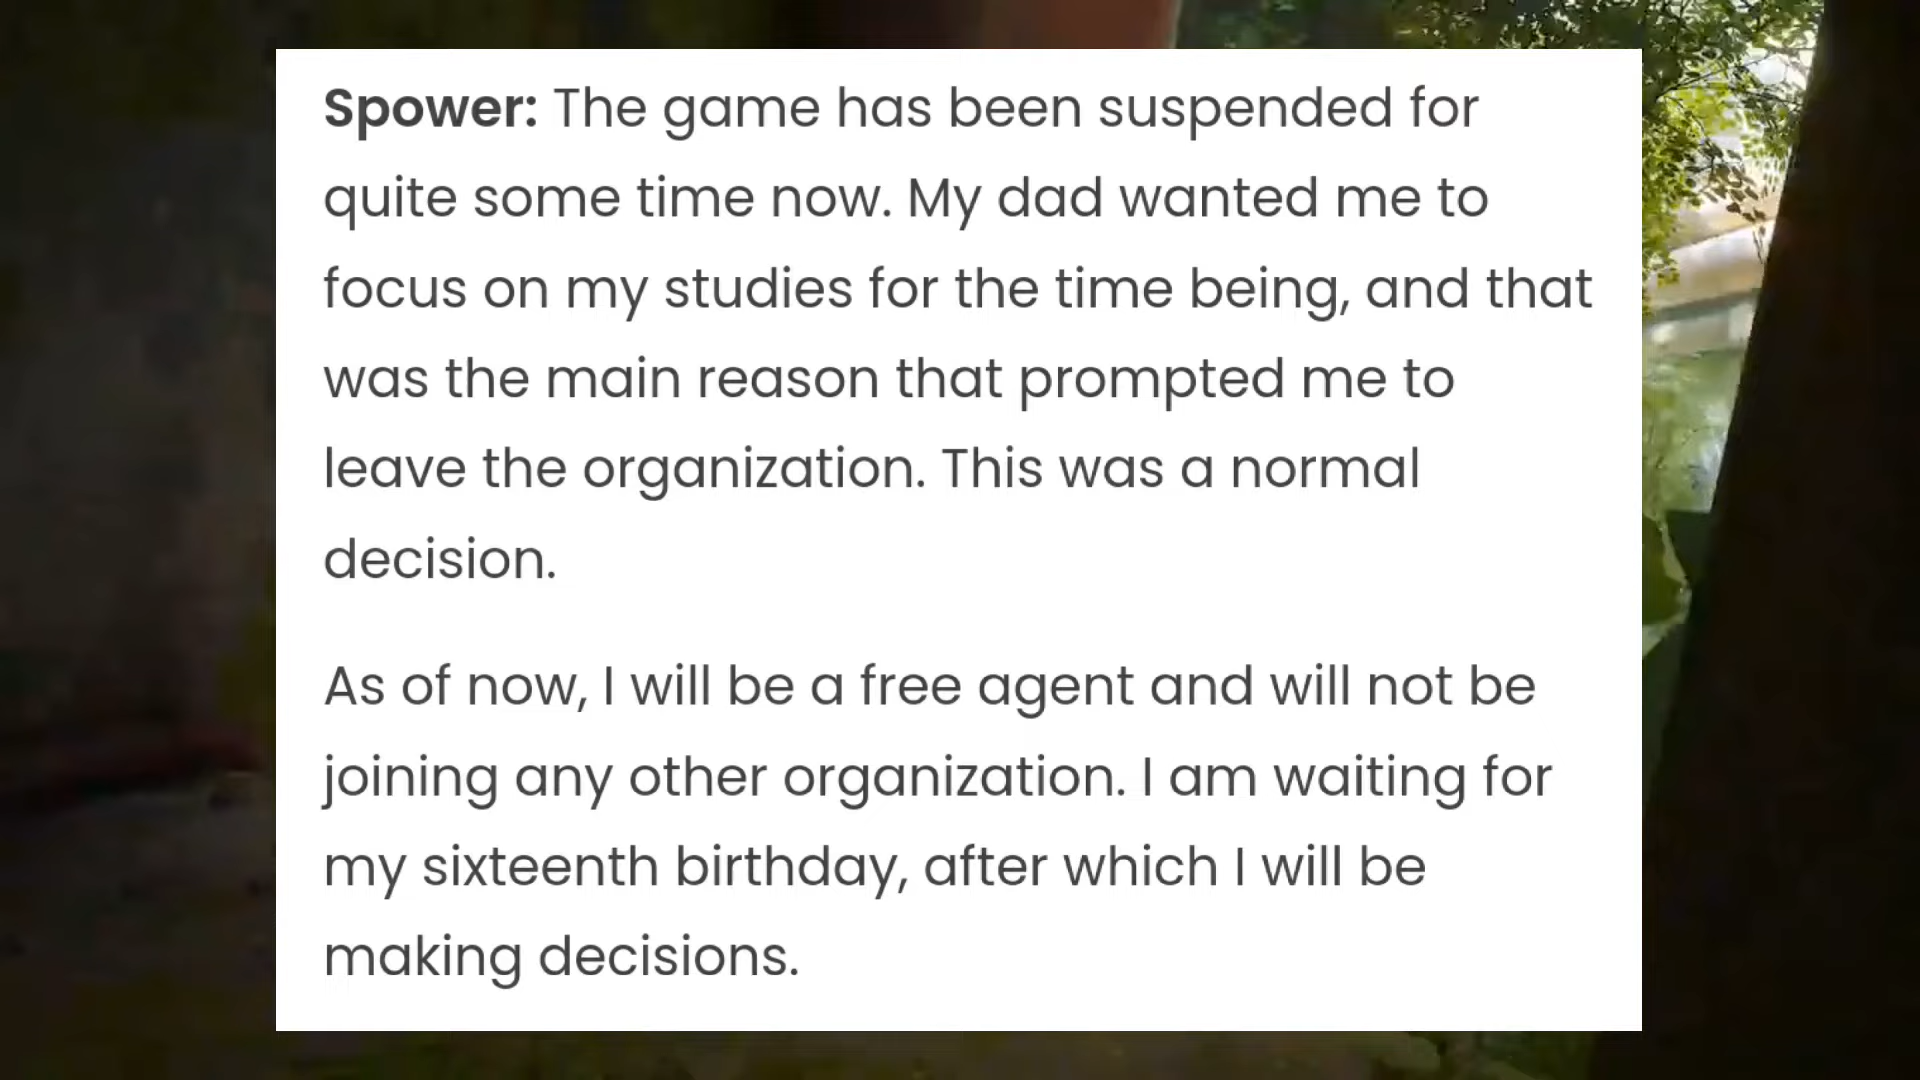 Spower: The game has been suspended for
quite some time now. My dad wanted me to
focus on my studies for the time being, and that
was the main reason that prompted me to
leave the organization. This was a normal
decision.
As of now, I will be a free agent and will not be
joining any other organization. I am waiting for
my sixteenth birthday, after which I will be
making decisions.